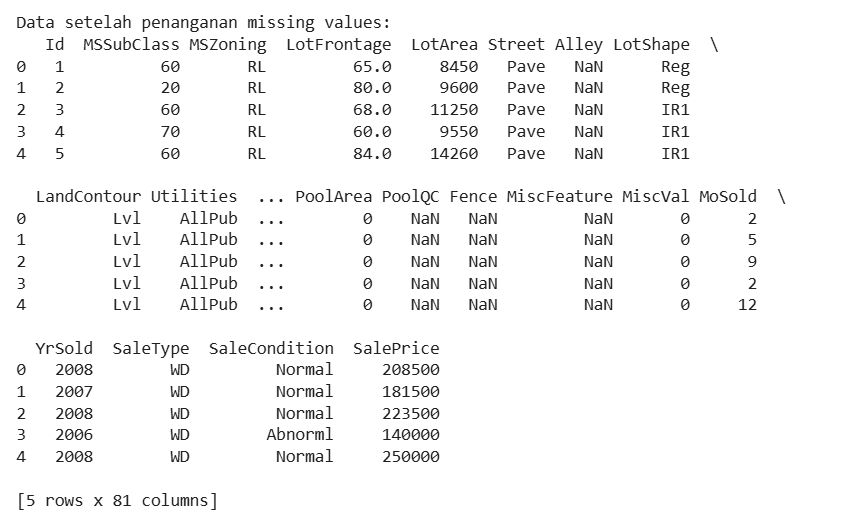 Data setelah penanganan missing values:
   Id  MSSubClass MSZoning  LotFrontage  LotArea Street Alley LotShape  \
0   1          60       RL         65.0     8450   Pave   NaN      Reg
1   2          20       RL         80.0     9600   Pave   NaN      Reg
2   3          60       RL         68.0    11250   Pave   NaN      IR1
3   4          70       RL         60.0     9550   Pave   NaN      IR1
4   5          60       RL         84.0    14260   Pave   NaN      IR1

  LandContour Utilities  ... PoolArea PoolQC Fence MiscFeature MiscVal MoSold  \
0         Lvl    AllPub  ...        0    NaN   NaN         NaN       0      2
1         Lvl    AllPub  ...        0    NaN   NaN         NaN       0      5
2         Lvl    AllPub  ...        0    NaN   NaN         NaN       0      9
3         Lvl    AllPub  ...        0    NaN   NaN         NaN       0      2
4         Lvl    AllPub  ...        0    NaN   NaN         NaN       0     12

  YrSold  SaleType  SaleCondition  SalePrice
0   2008        WD         Normal     208500
1   2007        WD         Normal     181500
2   2008        WD         Normal     223500
3   2006        WD        Abnorml     140000
4   2008        WD         Normal     250000

[5 rows x 81 columns]